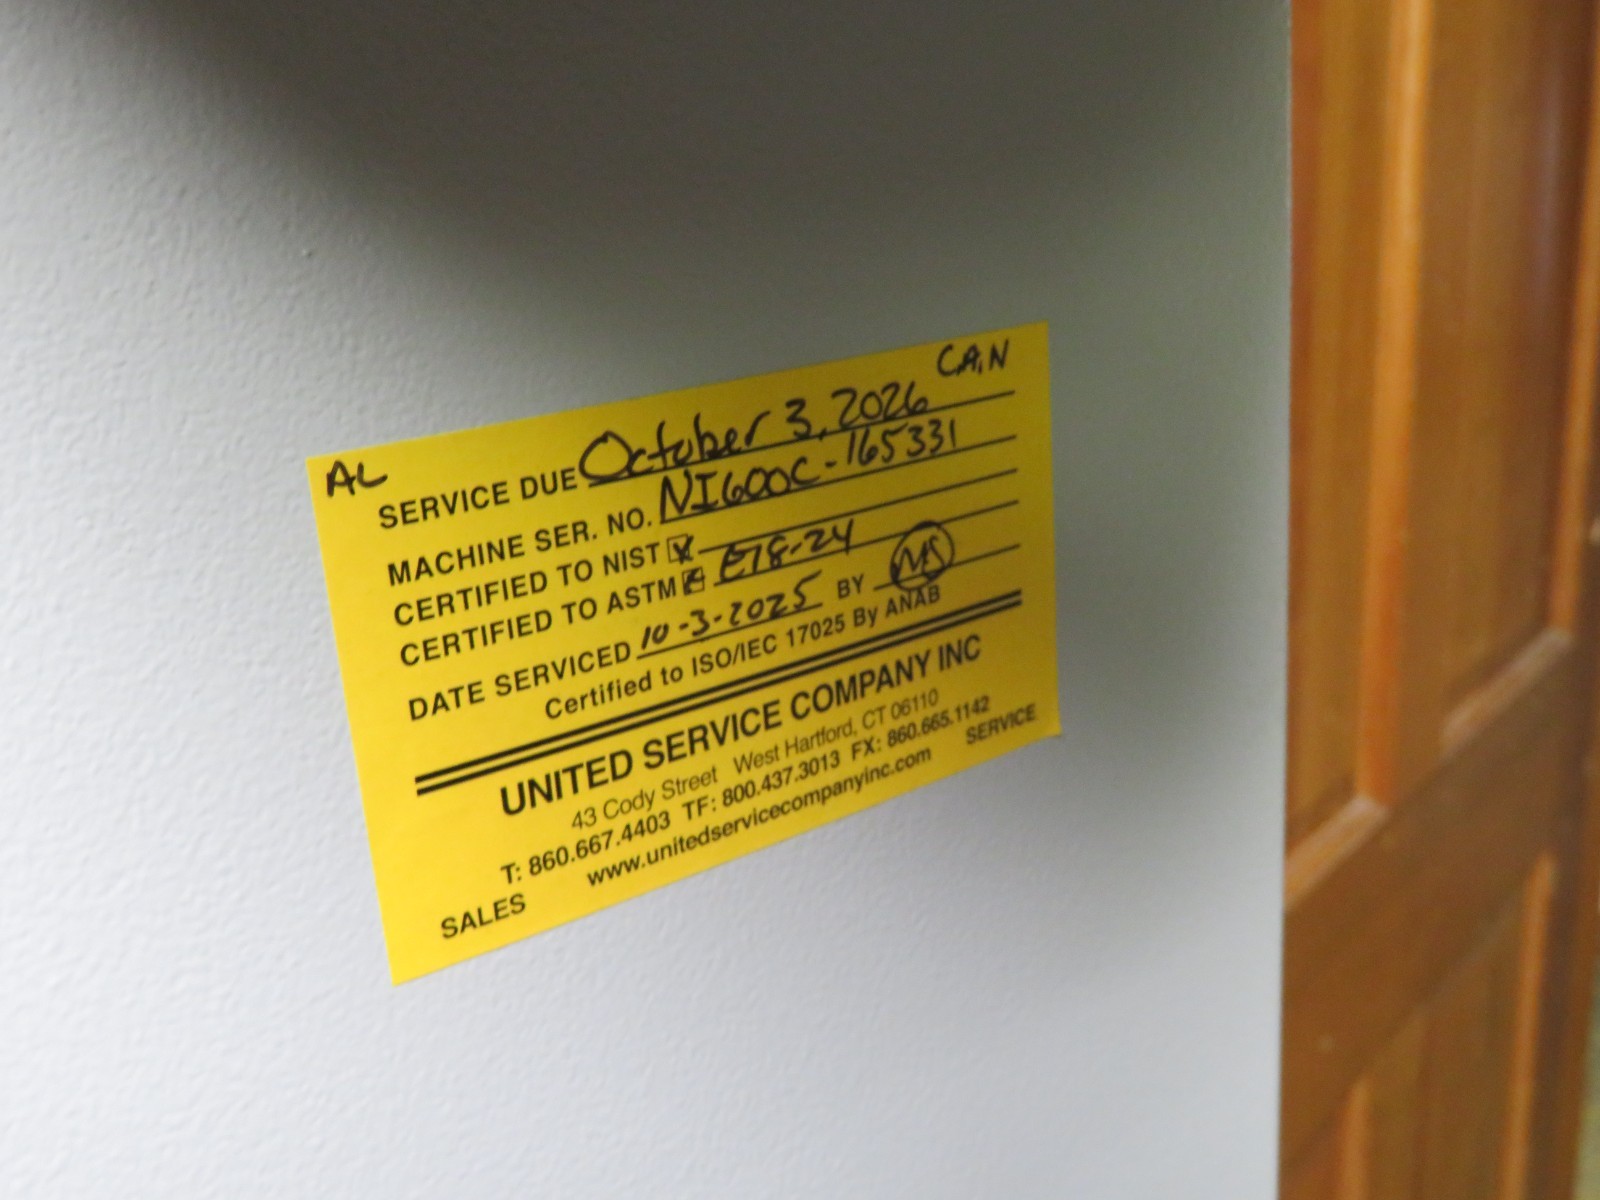 AL CA.N
SERVICE DUE October 3, 2026
MACHINE SER. NO. NI600C-165331
CERTIFIED TO NIST
CERTIFIED TO ASTM E18-24
DATE SERVICED 10-3-2025 BY MS
Certified to ISO/IEC 17025 By ANAB
UNITED SERVICE COMPANY INC
43 Cody Street West Hartford, CT 06110
T: 860.667.4403 TF: 800.437.3013 FX: 860.665.1142
SALES www.unitedservicecompanyinc.com SERVICE